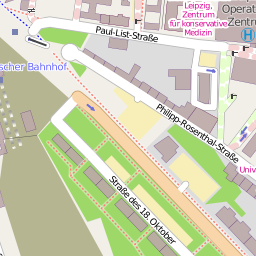 Leipzig,
Zentrum
für konservative
Medizin
Operat
Zentr
H
Paul-List-Straße
scher Bahnhof
Philipp-Rosenthal-Straße
Univ
Straße des 18. Oktober